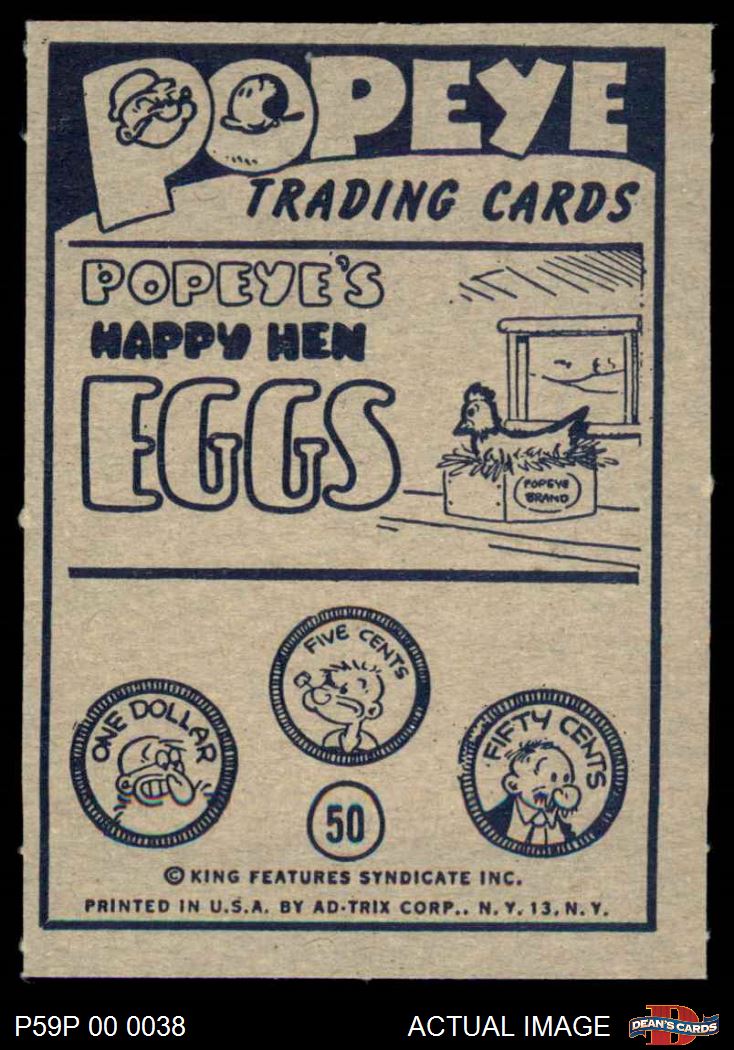 POPEYE
TRADING CARDS
POPEYE'S
HAPPY HEN
EGGS
POPEYE
BRAND
FIVE CENTS
ONE DOLLAR
FIFTY CENTS
50
© KING FEATURES SYNDICATE INC.
PRINTED IN U.S.A. BY AD-TRIX CORP., N.Y. 13, N.Y.
P59P 00 0038
ACTUAL IMAGE
D
DEAN'S CARDS